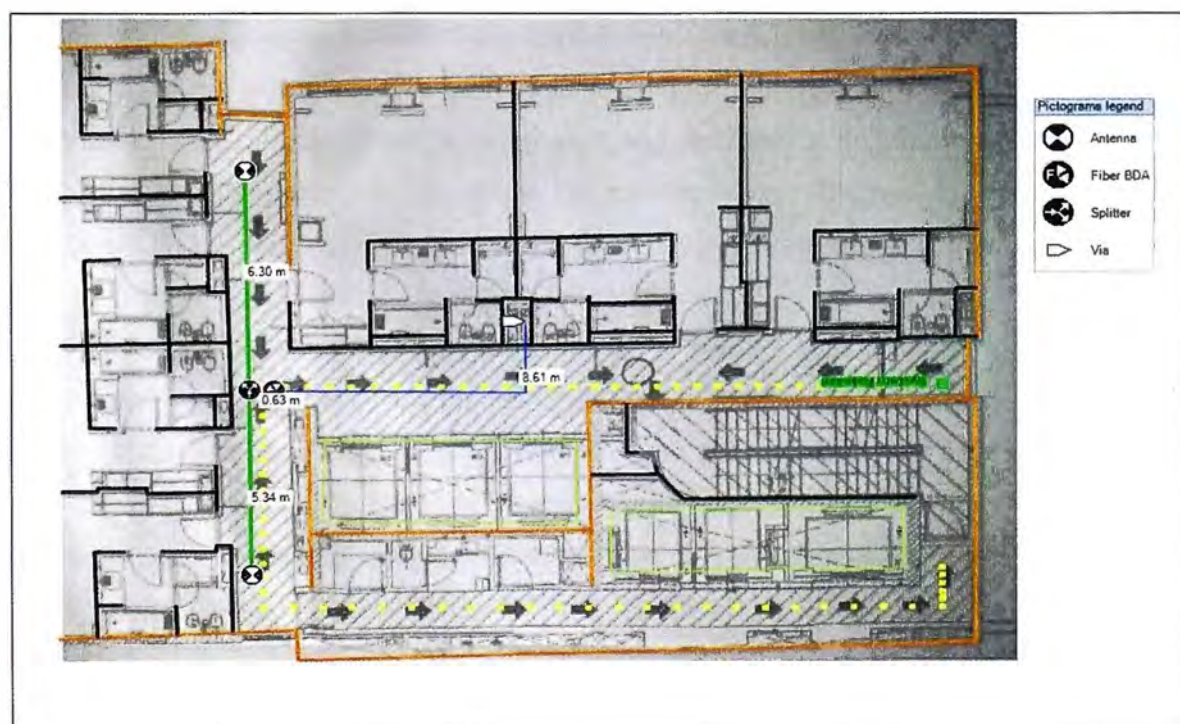 Pictograma legend
Antenna
Fiber BDA
Splitter
Via
6.30 m
8.61 m
0.63 m
5.34 m